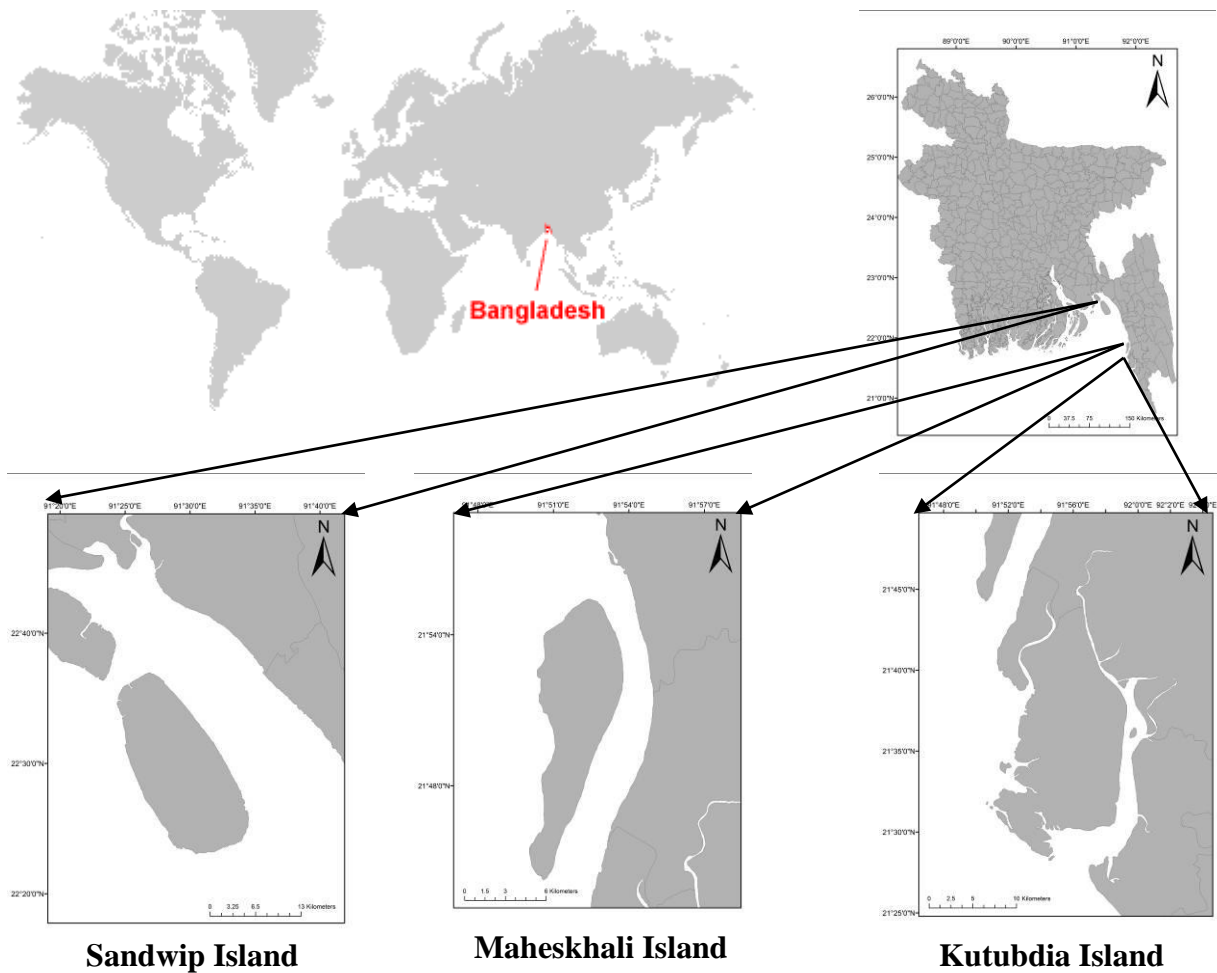 Bangladesh
89°0'0"E 90°0'0"E 91°0'0"E 92°0'0"E
N
26°0'0"N
25°0'0"N
24°0'0"N
23°0'0"N
22°0'0"N
21°0'0"N
0 37.5 75 150 Kilometers
91°20'0"E 91°25'0"E 91°30'0"E 91°35'0"E 91°40'0"E
N
22°40'0"N
22°30'0"N
22°20'0"N
0 3.25 6.5 13 Kilometers
Sandwip Island
91°48'0"E 91°51'0"E 91°54'0"E 91°57'0"E
N
21°54'0"N
21°48'0"N
0 1.5 3 6 Kilometers
Maheskhali Island
91°48'0"E 91°52'0"E 91°56'0"E 92°0'0"E 92°2'0"E
N
21°45'0"N
21°40'0"N
21°35'0"N
21°30'0"N
21°25'0"N
0 2.5 5 10 Kilometers
Kutubdia Island